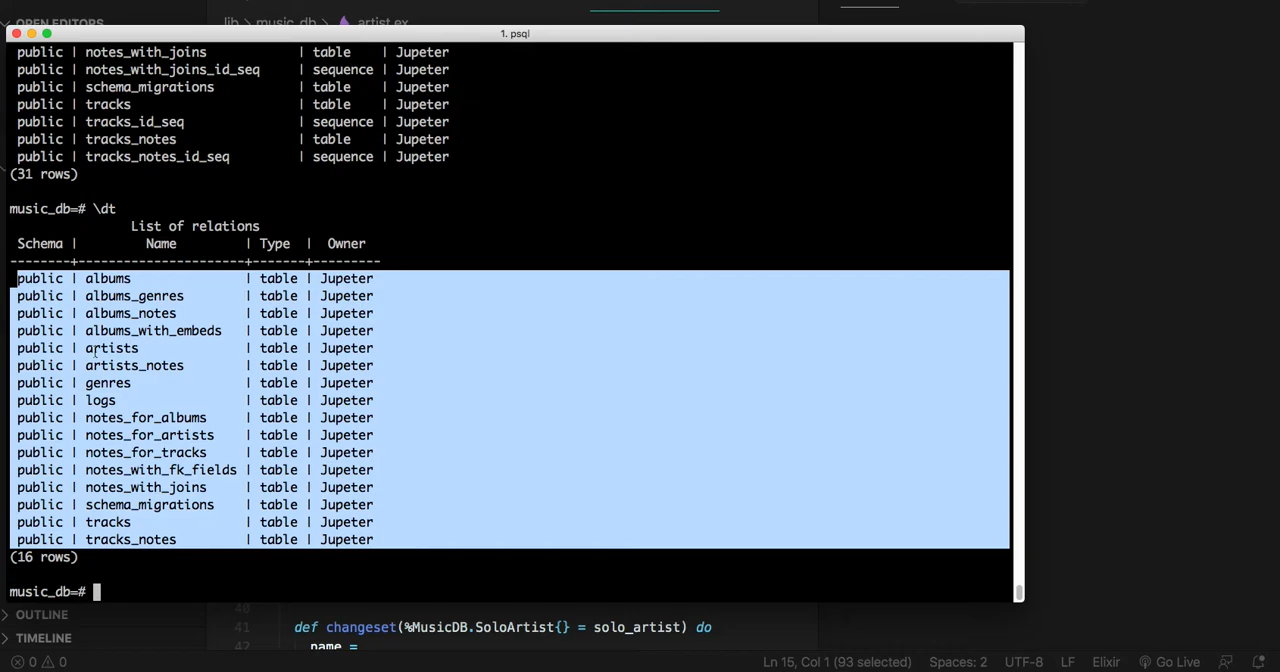 OPEN EDITORS
lib > music_db > artist.ex
1. psql
public | notes_with_joins | table | Jupeter
public | notes_with_joins_id_seq | sequence | Jupeter
public | schema_migrations | table | Jupeter
public | tracks | table | Jupeter
public | tracks_id_seq | sequence | Jupeter
public | tracks_notes | table | Jupeter
public | tracks_notes_id_seq | sequence | Jupeter
(31 rows)
music_db=# \dt
List of relations
Schema | Name | Type | Owner
--------+----------------------+-------+---------
public | albums | table | Jupeter
public | albums_genres | table | Jupeter
public | albums_notes | table | Jupeter
public | albums_with_embeds | table | Jupeter
public | artists | table | Jupeter
public | artists_notes | table | Jupeter
public | genres | table | Jupeter
public | logs | table | Jupeter
public | notes_for_albums | table | Jupeter
public | notes_for_artists | table | Jupeter
public | notes_for_tracks | table | Jupeter
public | notes_with_fk_fields | table | Jupeter
public | notes_with_joins | table | Jupeter
public | schema_migrations | table | Jupeter
public | tracks | table | Jupeter
public | tracks_notes | table | Jupeter
(16 rows)
music_db=#
40
OUTLINE
41 def changeset(%MusicDB.SoloArtist{} = solo_artist) do
TIMELINE
42 name =
0 0 Ln 15, Col 1 (93 selected) Spaces: 2 UTF-8 LF Elixir Go Live